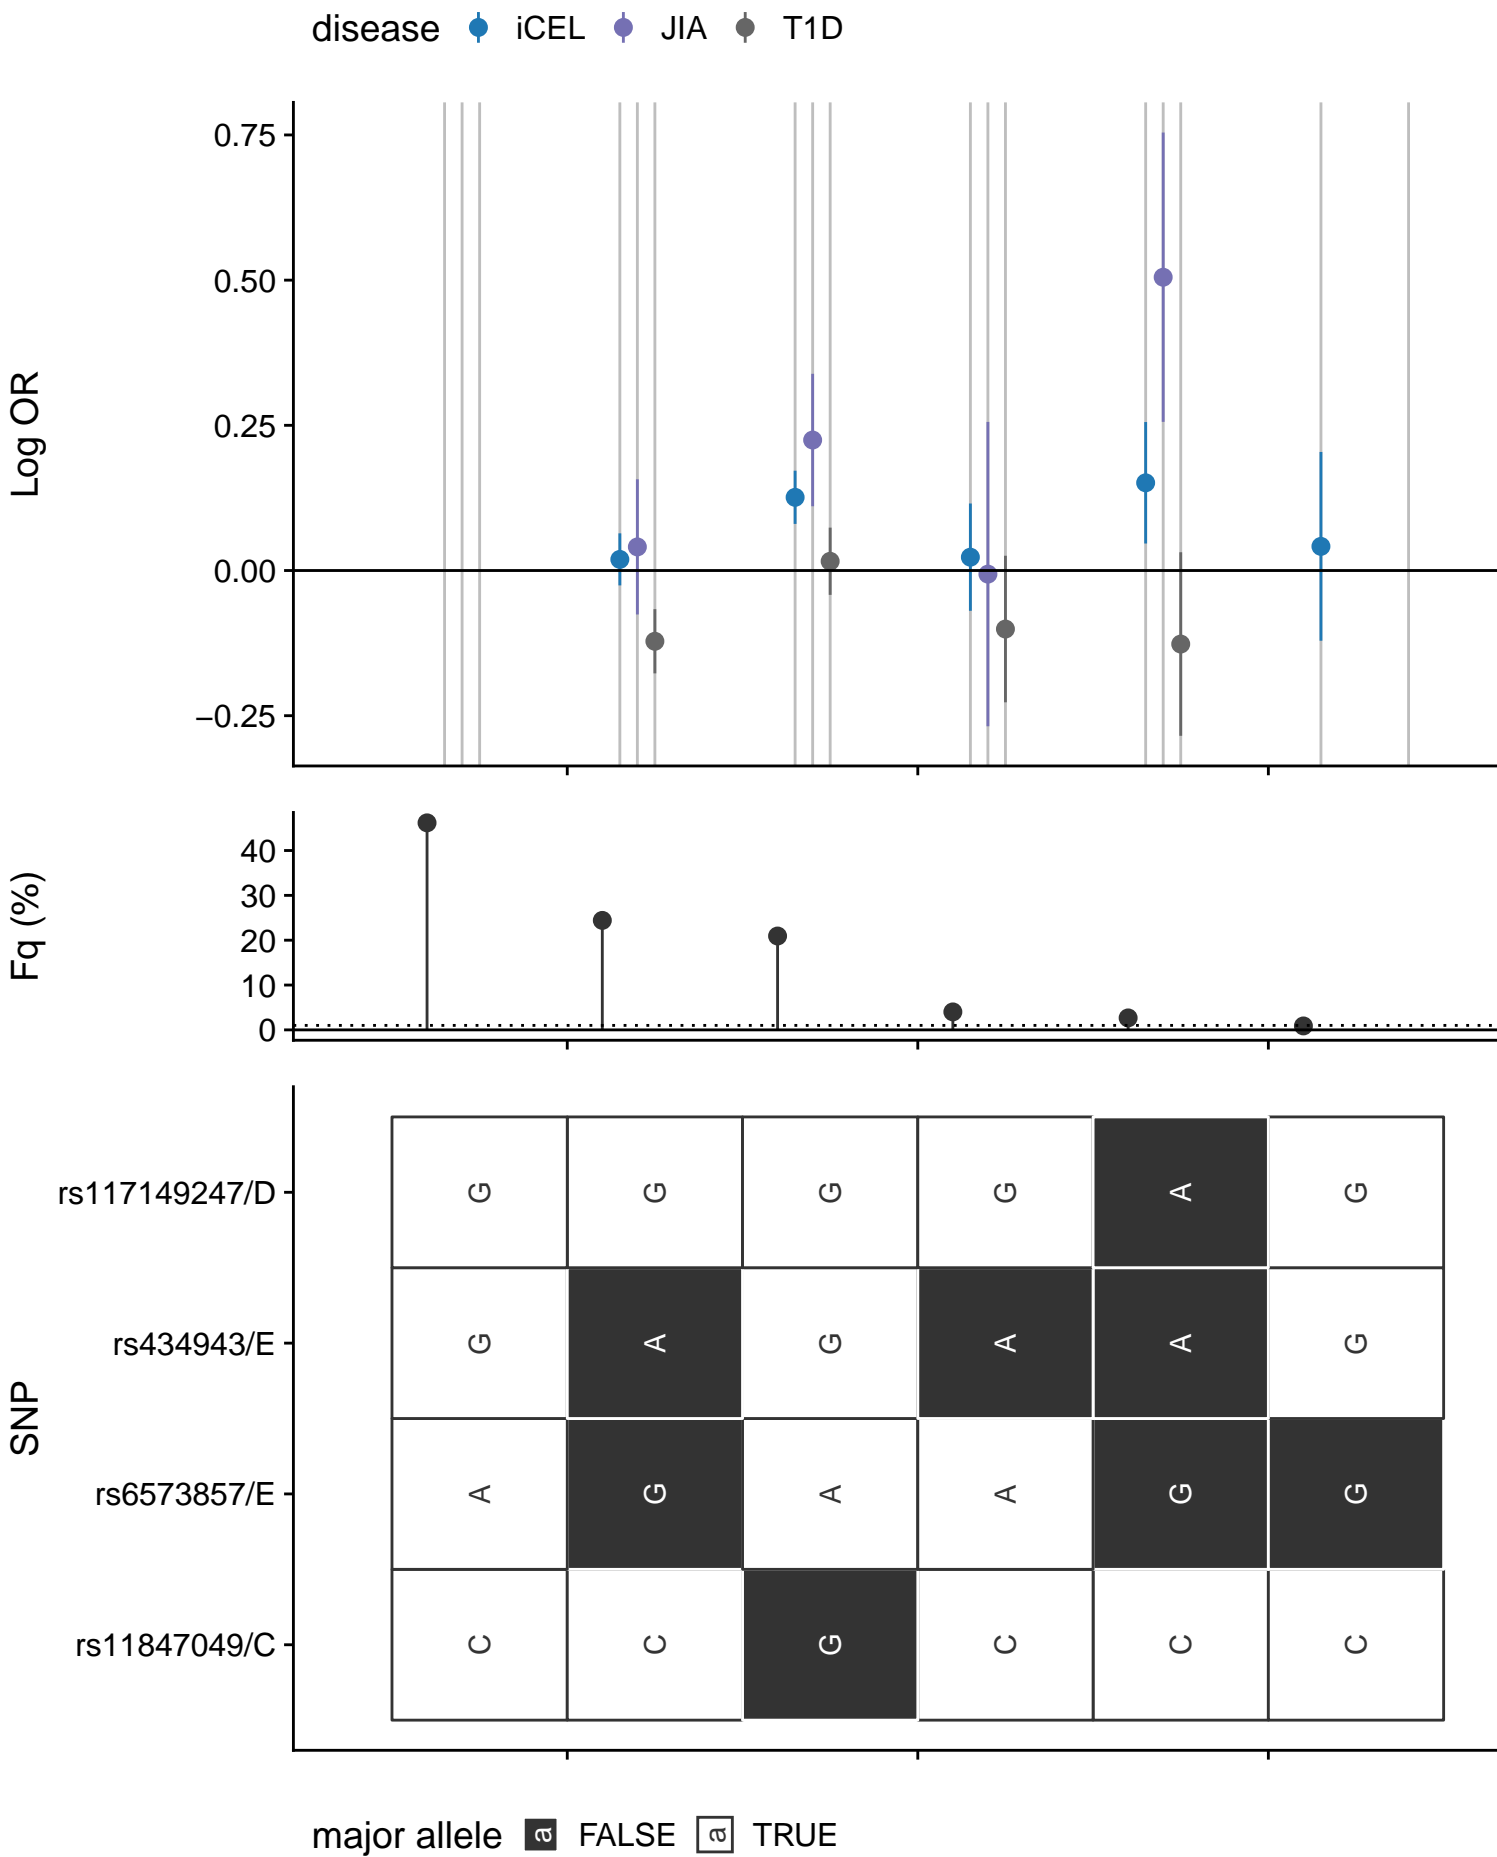 disease iCEL JIA T1D
Log OR
0.75
0.50
0.25
0.00
−0.25
Fq (%)
40
30
20
10
0
SNP
rs117149247/D G G G G A G
rs434943/E G A G A A G
rs6573857/E A G A A G G
rs11847049/C C C G C C C
major allele a FALSE a TRUE